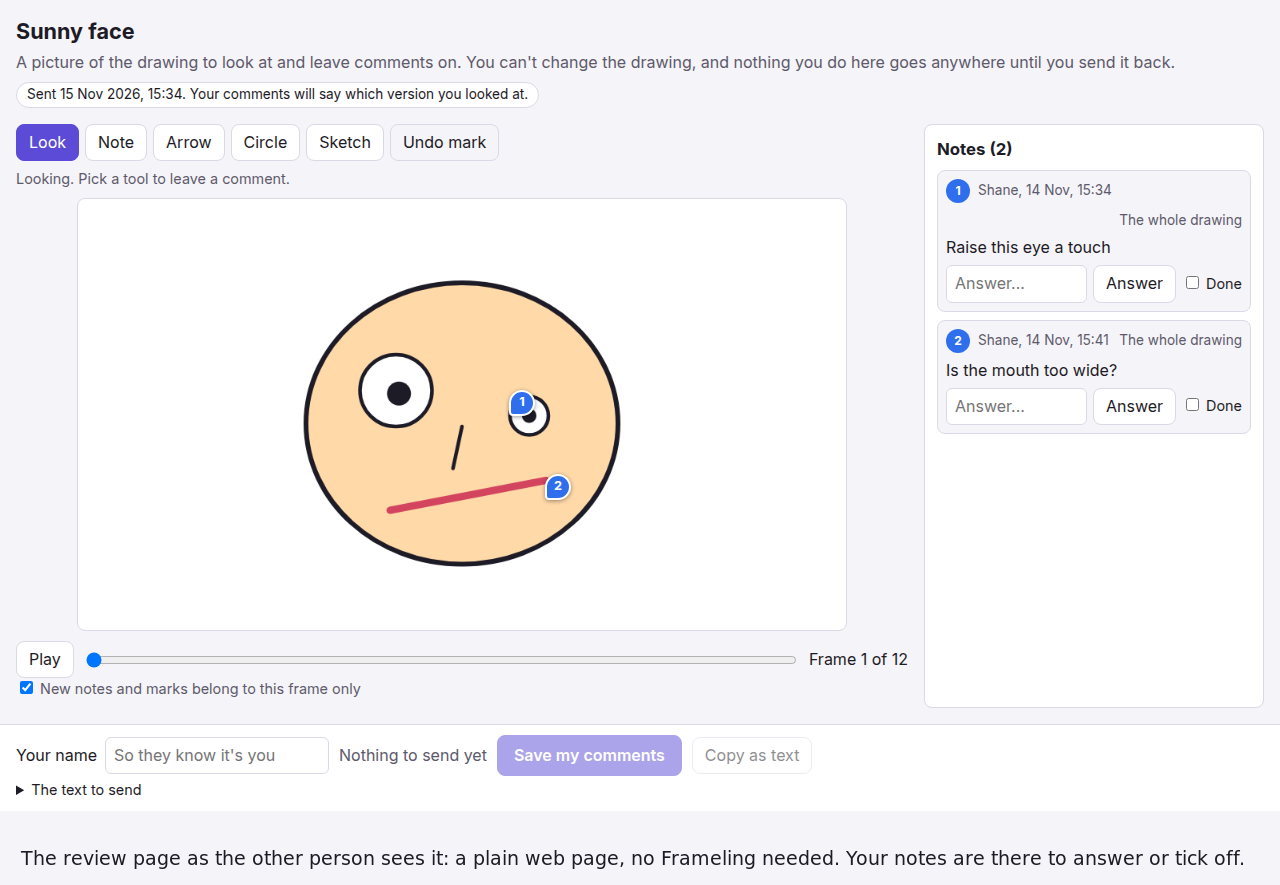 Sunny face
A picture of the drawing to look at and leave comments on. You can't change the drawing, and nothing you do here goes anywhere until you send it back.
Sent 15 Nov 2026, 15:34. Your comments will say which version you looked at.
Look
Note
Arrow
Circle
Sketch
Undo mark
Looking. Pick a tool to leave a comment.
1
2
Play
Frame 1 of 12
New notes and marks belong to this frame only
Notes (2)
1 Shane, 14 Nov, 15:34
The whole drawing
Raise this eye a touch
Answer... Answer Done
2 Shane, 14 Nov, 15:41 The whole drawing
Is the mouth too wide?
Answer... Answer Done
Your name So they know it's you Nothing to send yet Save my comments Copy as text
The text to send
The review page as the other person sees it: a plain web page, no Frameling needed. Your notes are there to answer or tick off.